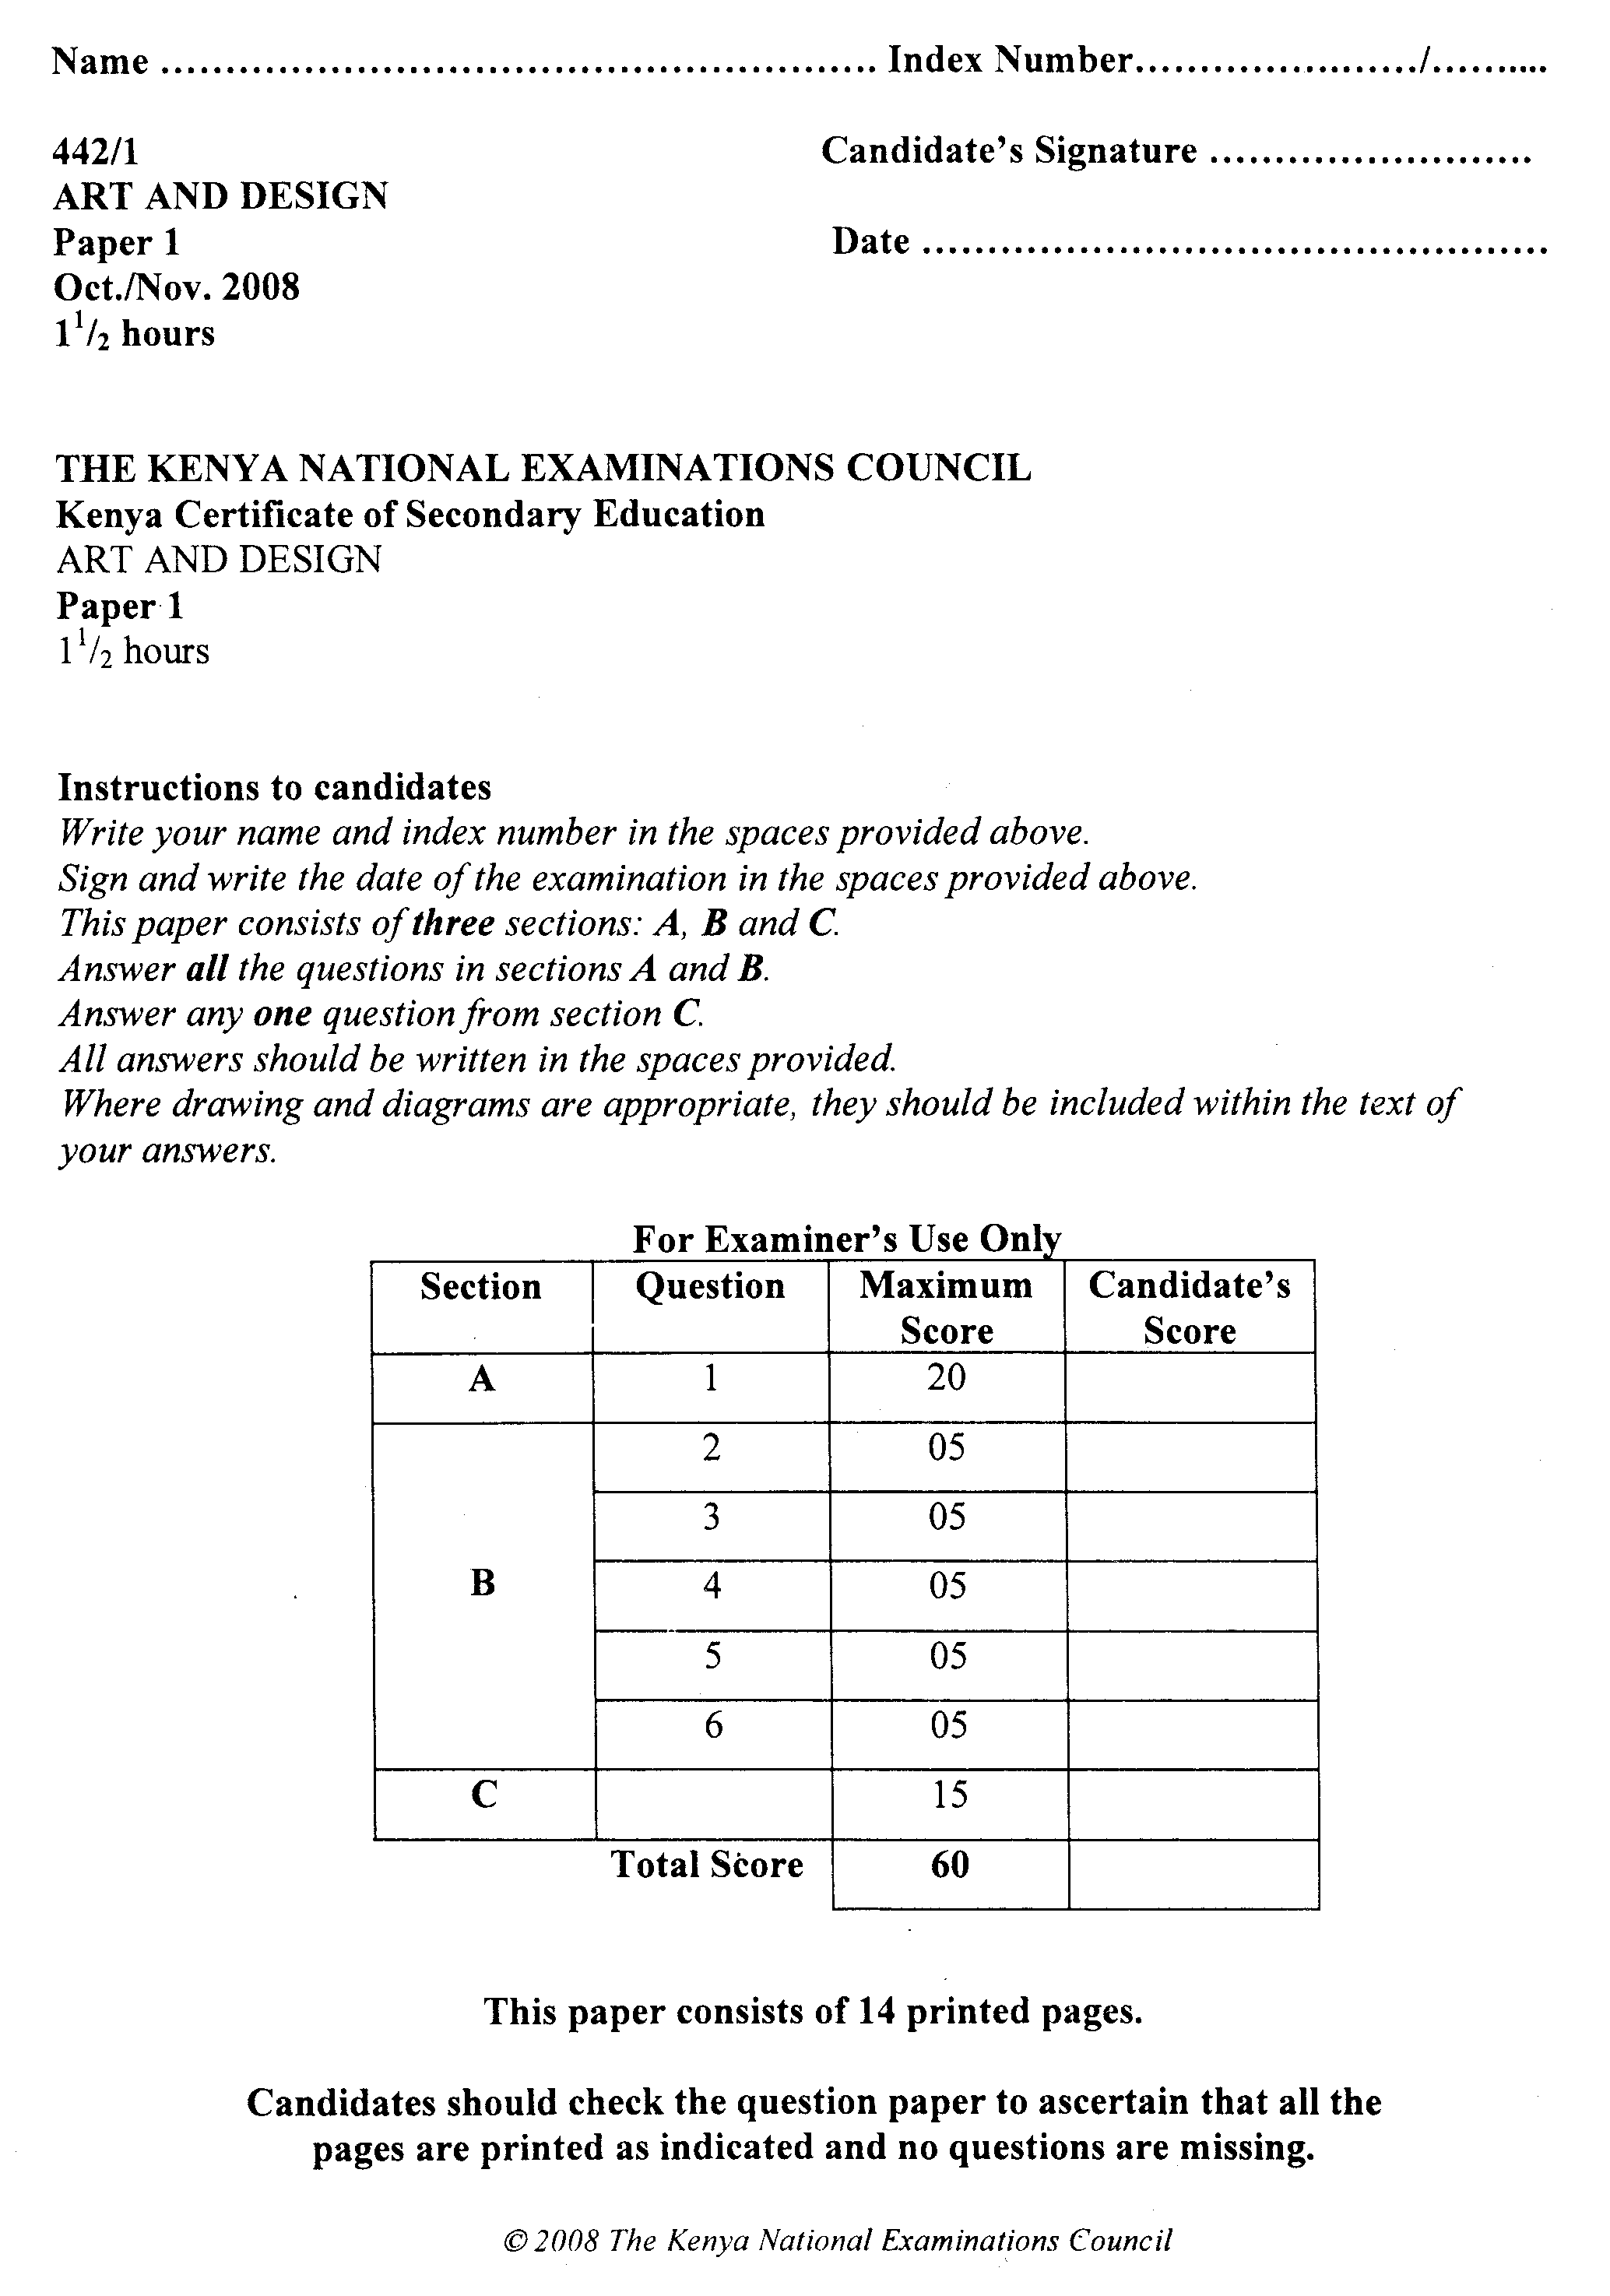 Name ....................................................... Index Number....................../..........
442/1
Candidate's Signature .........................
ART AND DESIGN
Paper 1
Date ................................................
Oct./Nov. 2008
1 1/2 hours
THE KENYA NATIONAL EXAMINATIONS COUNCIL
Kenya Certificate of Secondary Education
ART AND DESIGN
Paper 1
1 1/2 hours
Instructions to candidates
Write your name and index number in the spaces provided above.
Sign and write the date of the examination in the spaces provided above.
This paper consists of three sections: A, B and C.
Answer all the questions in sections A and B.
Answer any one question from section C.
All answers should be written in the spaces provided.
Where drawing and diagrams are appropriate, they should be included within the text of
your answers.
For Examiner's Use Only
Section Question Maximum Score Candidate's Score
A 1 20
B
2 05
3 05
4 05
5 05
6 05
C 15
Total Score 60
This paper consists of 14 printed pages.
Candidates should check the question paper to ascertain that all the
pages are printed as indicated and no questions are missing.
© 2008 The Kenya National Examinations Council